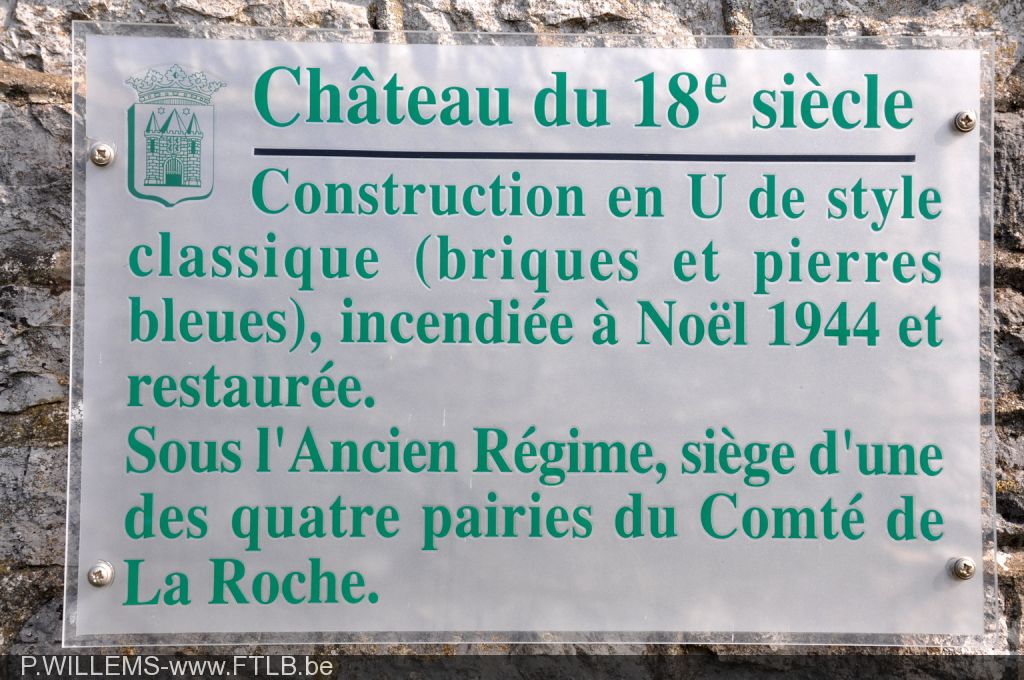 Château du 18e siècle
Construction en U de style
classique (briques et pierres
bleues), incendiée à Noël 1944 et
restaurée.
Sous l'Ancien Régime, siège d'une
des quatre pairies du Comté de
La Roche.
P.WILLEMS-www.FTLB.be